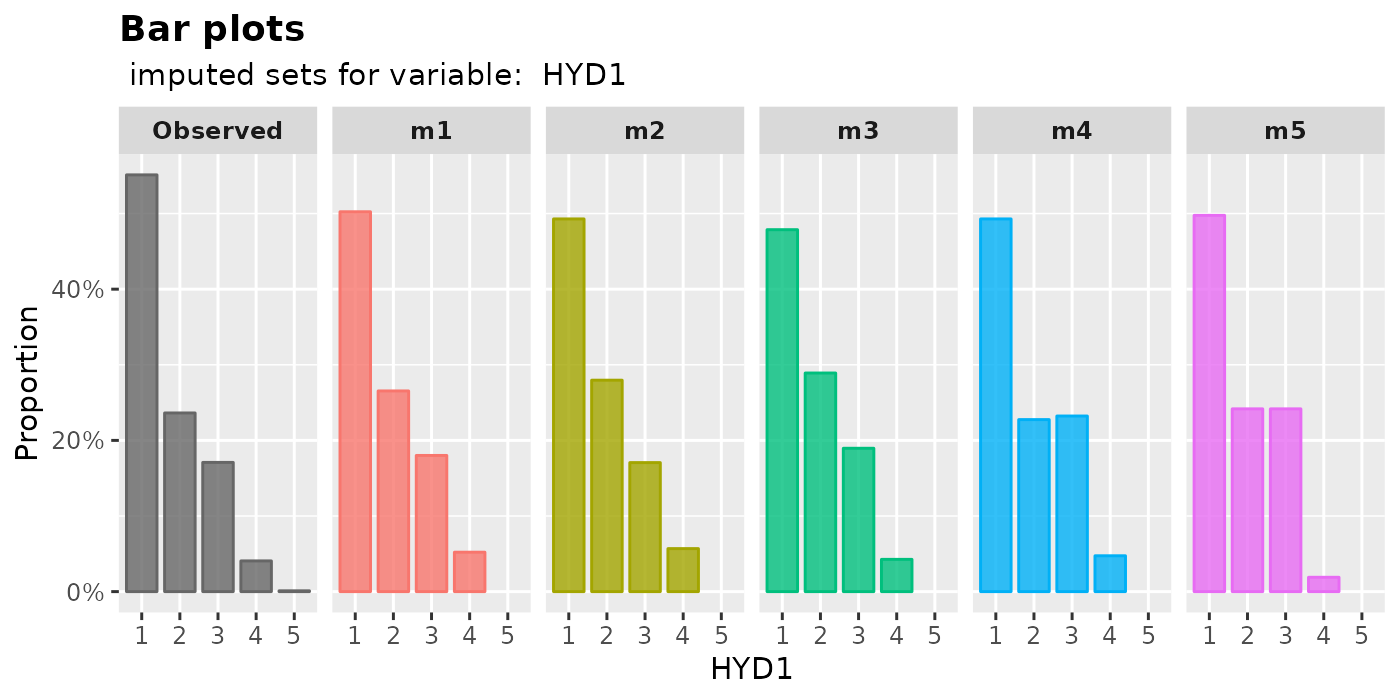 Bar plots
imputed sets for variable:  HYD1
Observed m1 m2 m3 m4 m5
Proportion
40%
20%
0%
1 2 3 4 5 1 2 3 4 5 1 2 3 4 5 1 2 3 4 5 1 2 3 4 5 1 2 3 4 5
HYD1